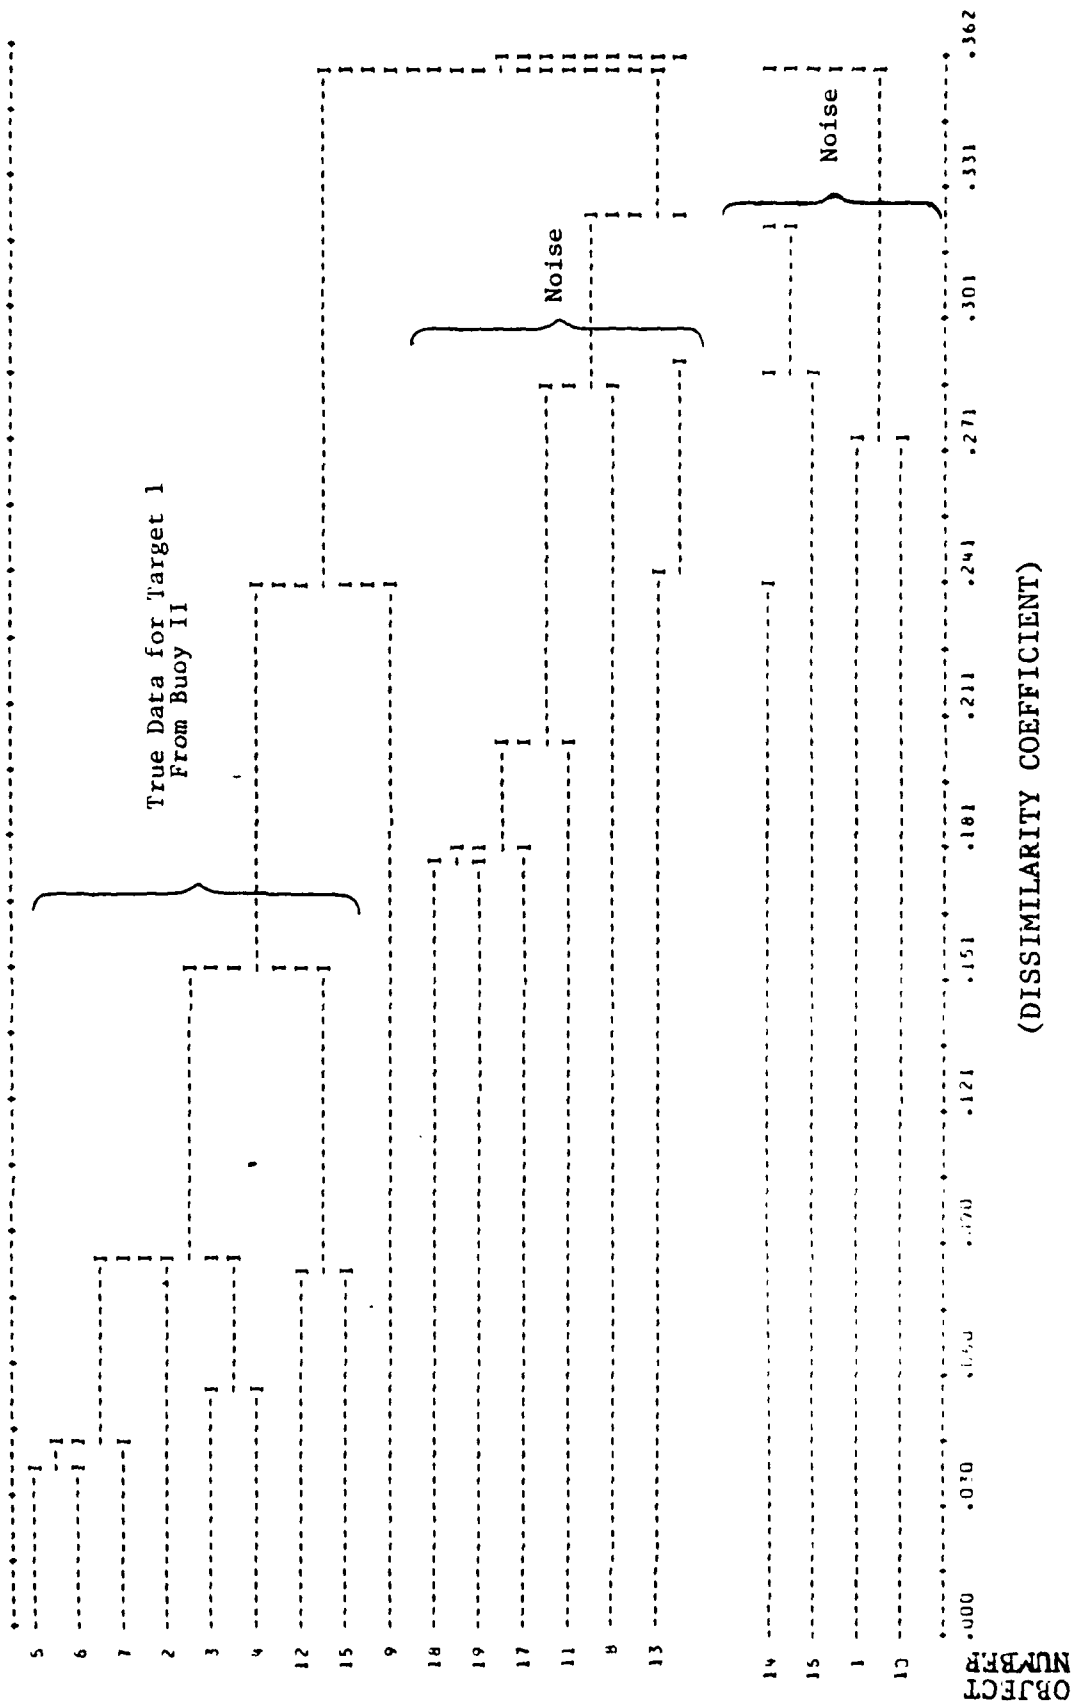 True Data for Target 1
From Buoy II
Noise
Noise
5
6
7
2
3
4
12
15
9
18
19
17
11
8
13
14
15
1
10
OBJECT
NUMBER
.000 .030 .121 .151 .181 .211 .241 .271 .301 .331 .362
(DISSIMILARITY COEFFICIENT)